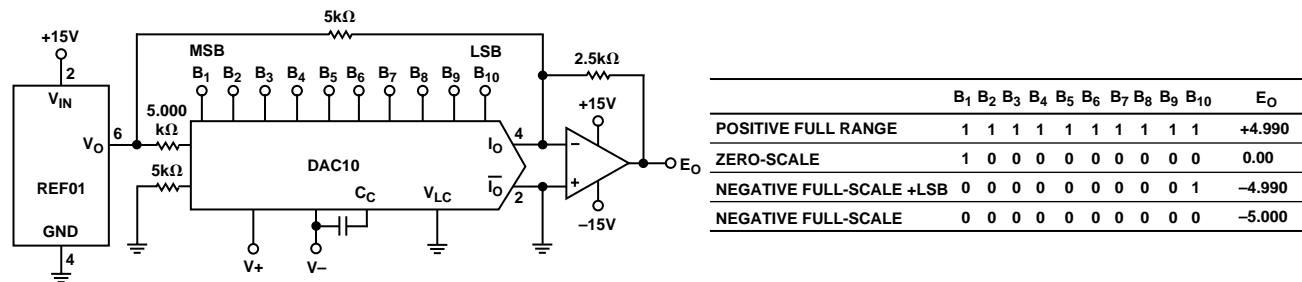 5kΩ
+15V
MSB
LSB
2.5kΩ
2
B1 B2 B3 B4 B5 B6 B7 B8 B9 B10
+15V
VIN
5.000
kΩ
VO
6
IO
4
–
EO
DAC10
5kΩ
REF01
CC
VLC
IO
2
+
–15V
GND
4
V+
V–
B1 B2 B3 B4 B5 B6 B7 B8 B9 B10 EO
POSITIVE FULL RANGE 1 1 1 1 1 1 1 1 1 1 +4.990
ZERO-SCALE 1 0 0 0 0 0 0 0 0 0 0.00
NEGATIVE FULL-SCALE +LSB 0 0 0 0 0 0 0 0 0 1 –4.990
NEGATIVE FULL-SCALE 0 0 0 0 0 0 0 0 0 0 –5.000